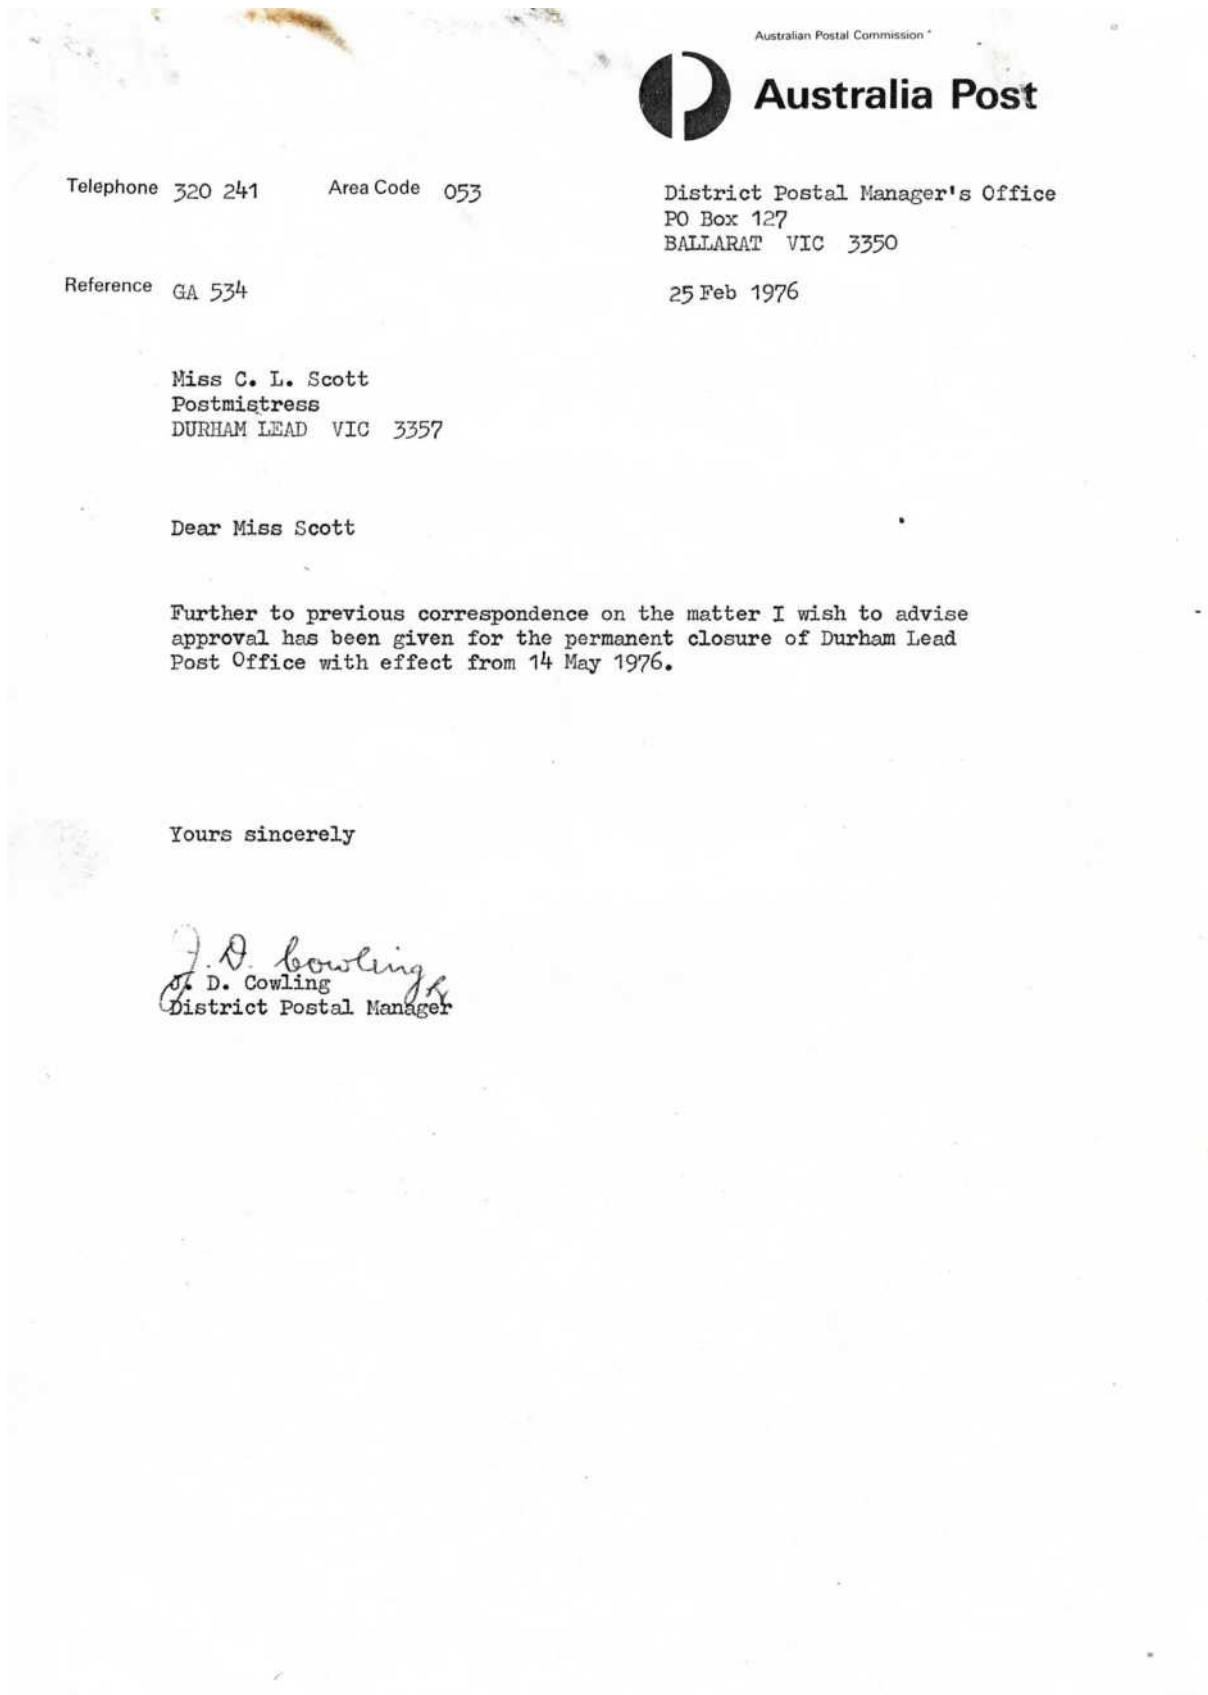 Australian Postal Commission
Australia Post
Telephone 320 241 Area Code 053
District Postal Manager's Office
PO Box 127
BALLARAT VIC 3350
Reference GA 534
25 Feb 1976
Miss C. L. Scott
Postmistress
DURHAM LEAD VIC 3357
Dear Miss Scott
Further to previous correspondence on the matter I wish to advise
approval has been given for the permanent closure of Durham Lead
Post Office with effect from 14 May 1976.
Yours sincerely
J. D. Cowling
J. D. Cowling
District Postal Manager